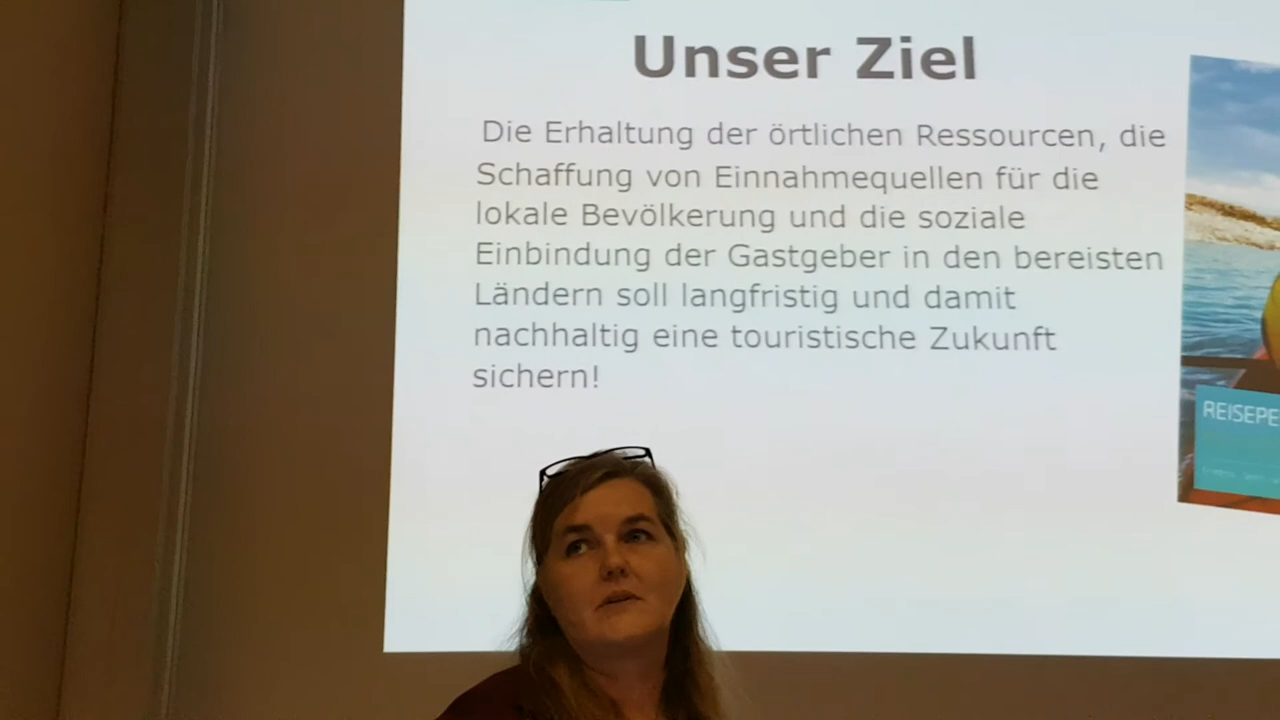 Unser Ziel
Die Erhaltung der örtlichen Ressourcen, die
Schaffung von Einnahmequellen für die
lokale Bevölkerung und die soziale
Einbindung der Gastgeber in den bereisten
Ländern soll langfristig und damit
nachhaltig eine touristische Zukunft
sichern!
REISEPE